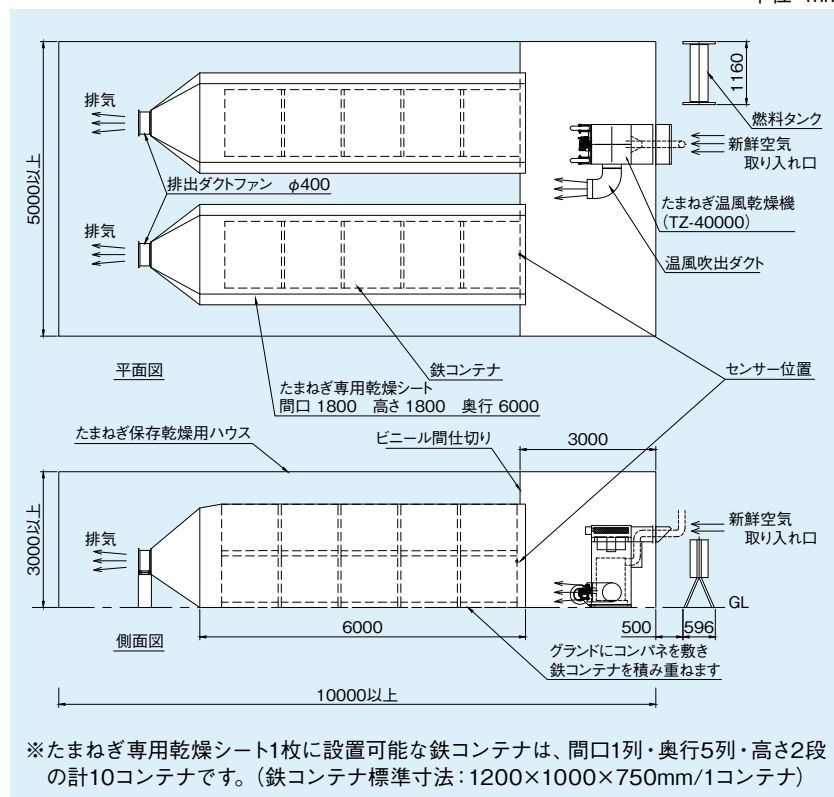 5000以上
排気
排出ダクトファン φ400
排気
平面図
たまねぎ専用乾燥シート
間口 1800 高さ 1800 奥行 6000
鉄コンテナ
1160
燃料タンク
新鮮空気
取り入れ口
たまねぎ温風乾燥機
(TZ-40000)
温風吹出ダクト
センサー位置
たまねぎ保存乾燥用ハウス
ビニール間仕切り
3000
3000以上
排気
新鮮空気
取り入れ口
GL
側面図
6000
500
596
グランドにコンパネを敷き
鉄コンテナを積み重ねます
10000以上
※たまねぎ専用乾燥シート1枚に設置可能な鉄コンテナは、間口1列・奥行5列・高さ2段
の計10コンテナです。(鉄コンテナ標準寸法：1200×1000×750mm/1コンテナ)